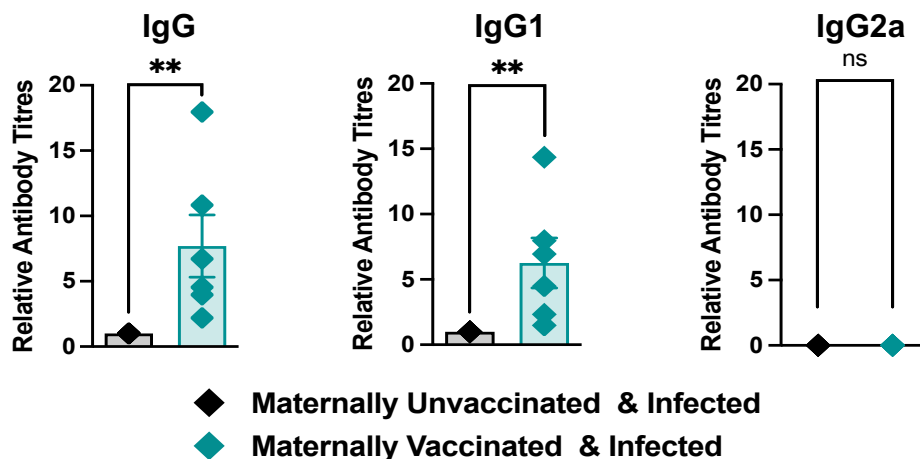 IgG
IgG1
IgG2a
**
**
ns
Relative Antibody Titres
20
15
10
5
0
Relative Antibody Titres
20
15
10
5
0
Relative Antibody Titres
20
15
10
5
0
Maternally Unvaccinated & Infected
Maternally Vaccinated & Infected